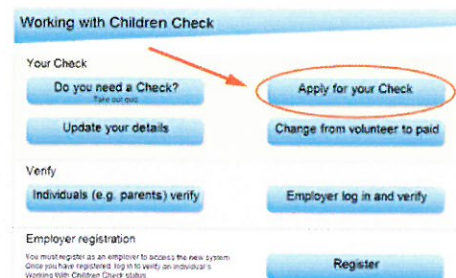 Working with Children Check
Your Check
Do you need a Check?
Take our quiz
Apply for your Check
Update your details
Change from volunteer to paid
Verify
Individuals (e.g. parents) verify
Employer log in and verify
Employer registration
You must register as an employer to access the new system.
Once you have registered, log in to verify an individual's
Working With Children Check status.
Register